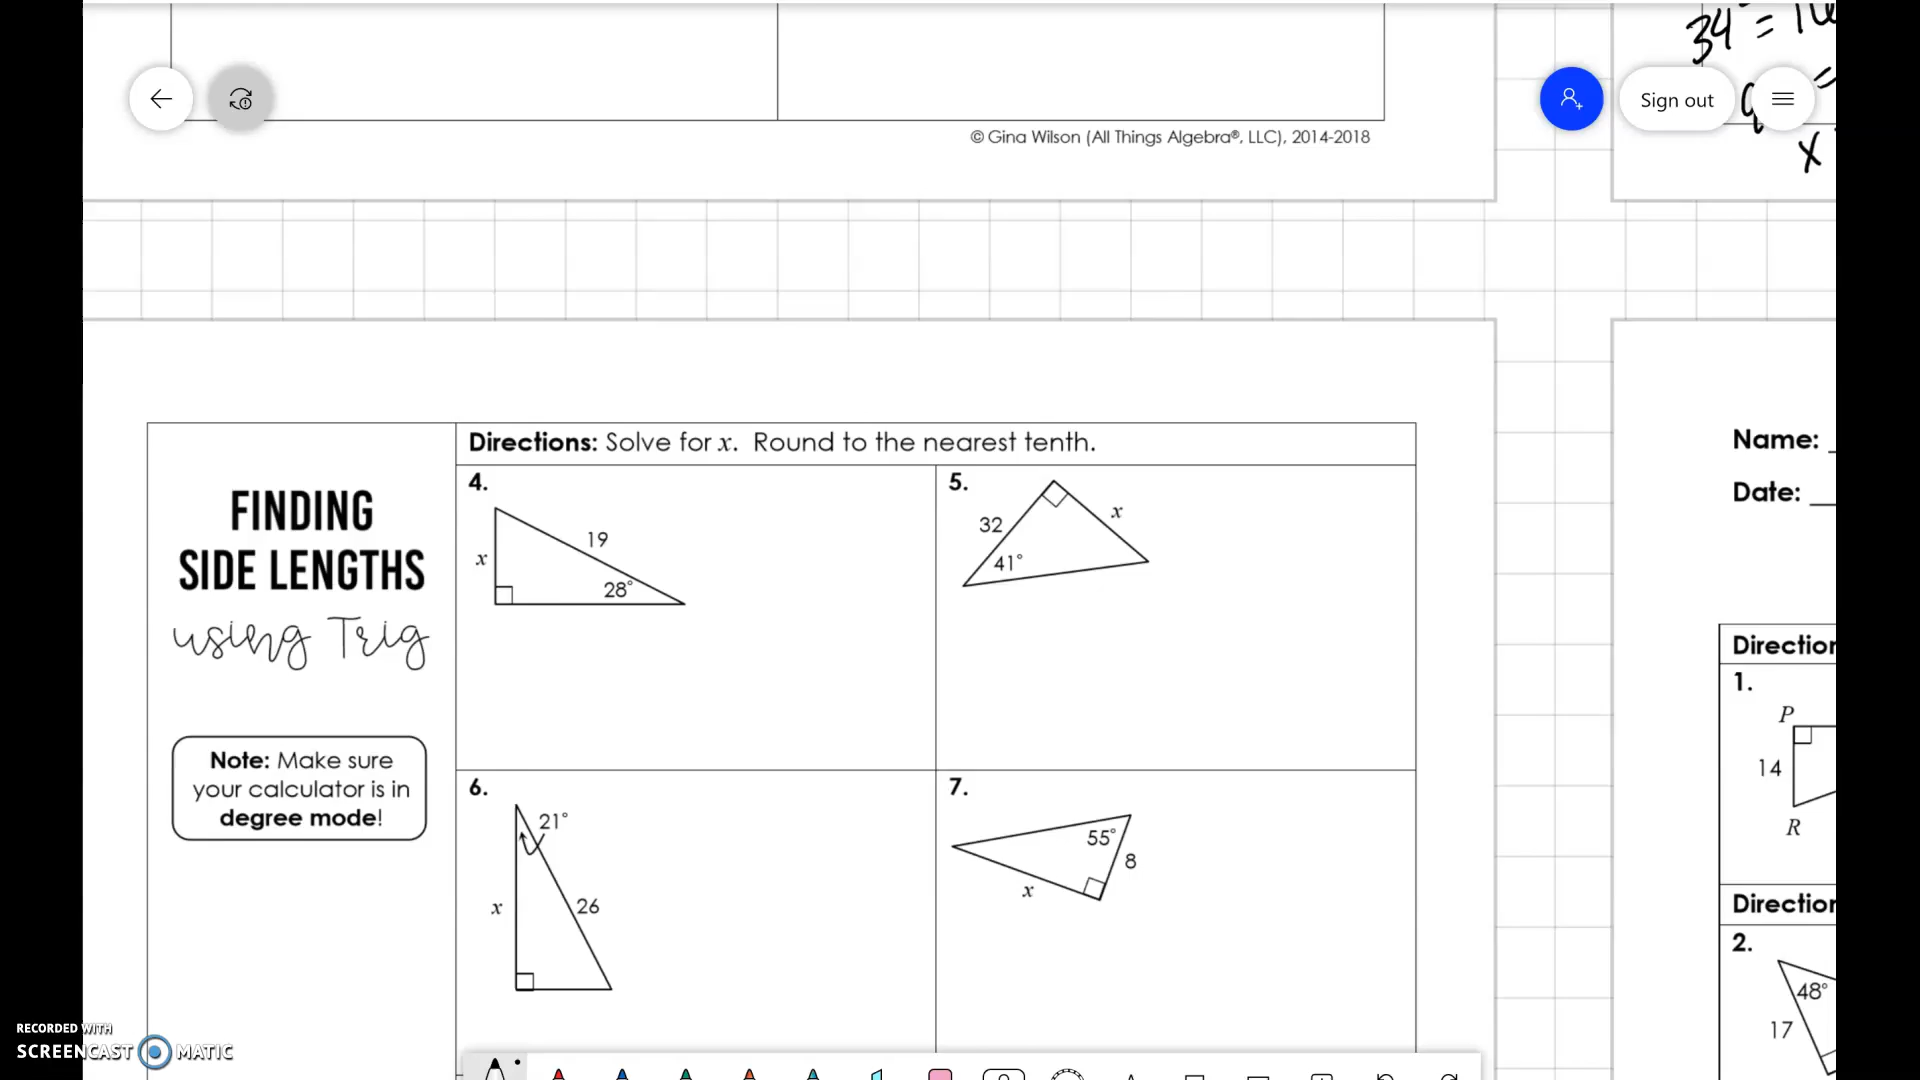 34 =
=
Sign out
© Gina Wilson (All Things Algebra®, LLC), 2014-2018
x
FINDING
SIDE LENGTHS
using Trig
Note: Make sure
your calculator is in
degree mode!
Directions: Solve for x. Round to the nearest tenth.
4.
19
x
28°
5.
32
x
41°
6.
21°
x
26
7.
55°
8
x
Name:
Date:
Direction
1.
P
14
R
Direction
2.
48°
17
RECORDED WITH
SCREENCAST MATIC